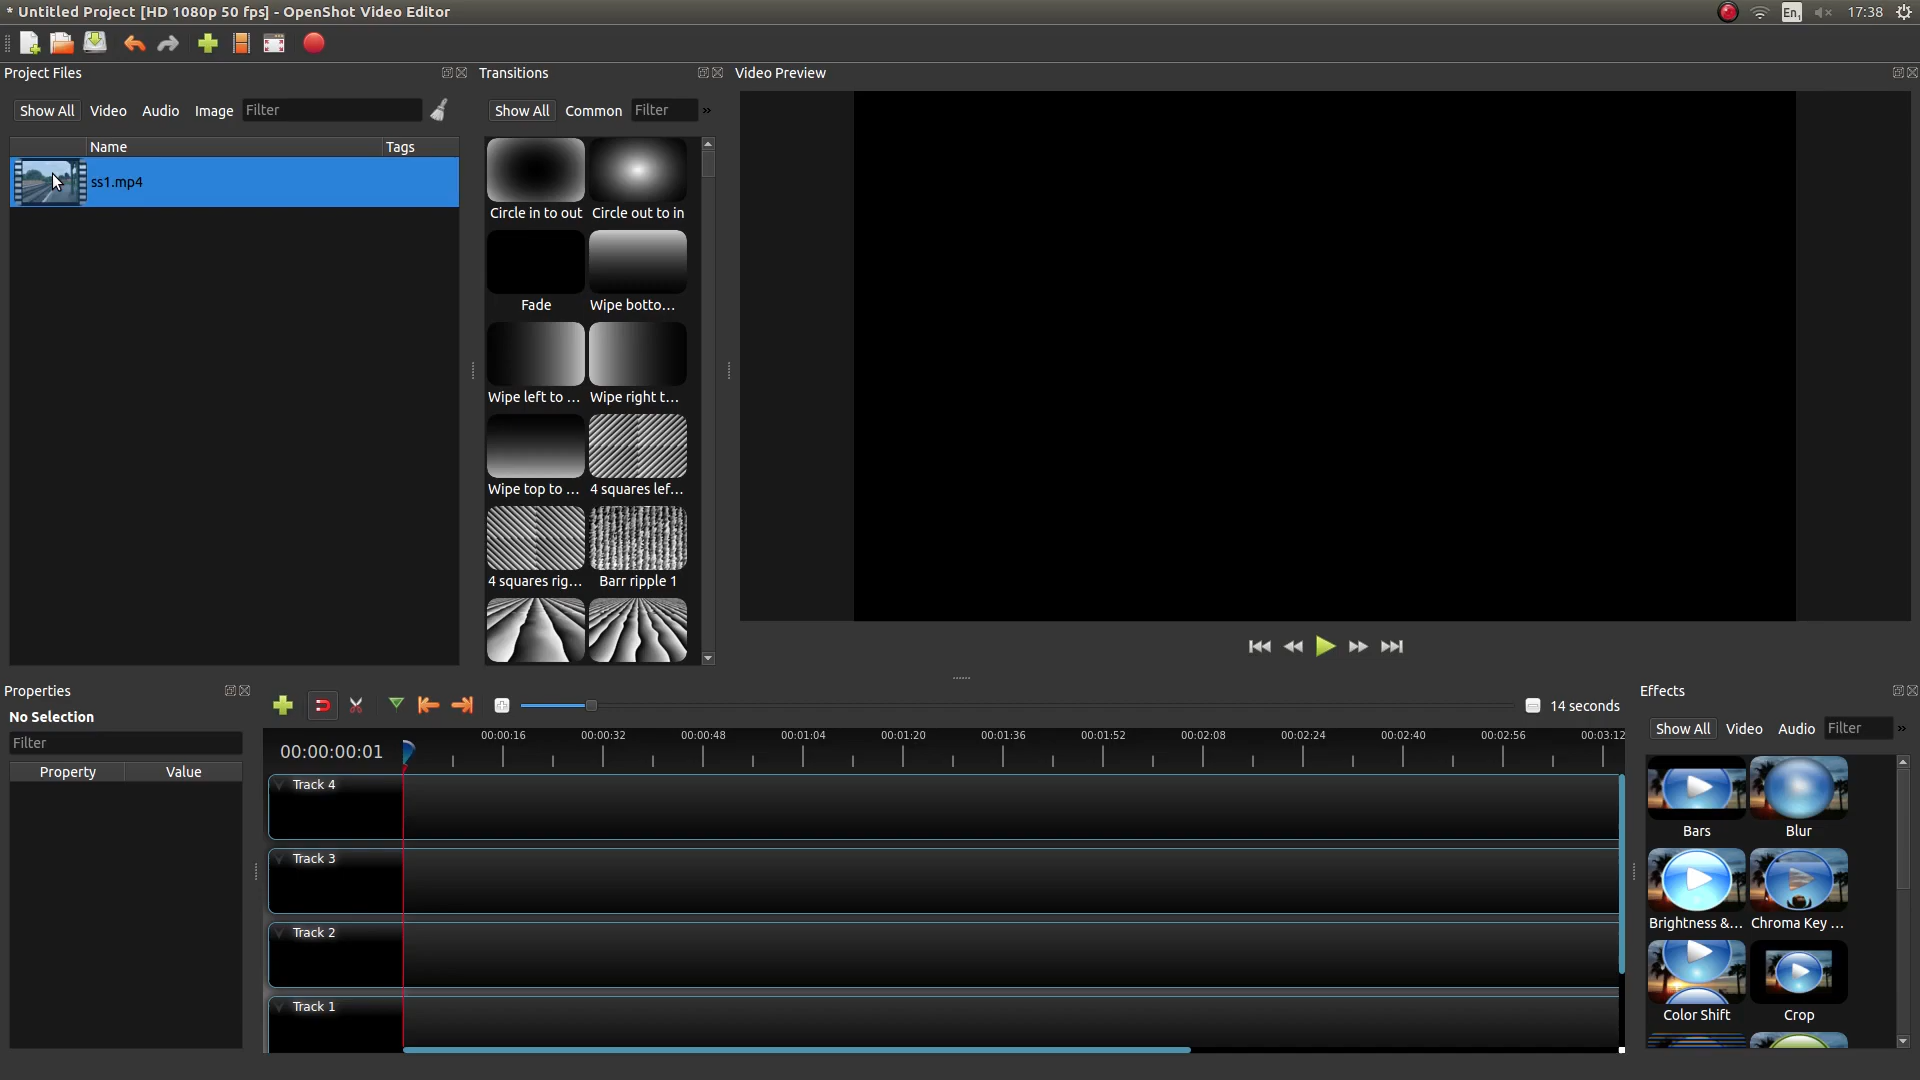 * Untitled Project [HD 1080p 50 fps] - OpenShot Video Editor
En1
17:38
Project Files
Transitions
Video Preview
Show All
Video
Audio
Image
Filter
Show All
Common
Filter
»
Name
Tags
ss1.mp4
Circle in to out
Circle out to in
Fade
Wipe botto...
Wipe left to ...
Wipe right t...
Wipe top to ...
4 squares lef...
4 squares rig...
Barr ripple 1
Properties
No Selection
Filter
Property
Value
14 seconds
00:00:00:01
00:00:16
00:00:32
00:00:48
00:01:04
00:01:20
00:01:36
00:01:52
00:02:08
00:02:24
00:02:40
00:02:56
00:03:12
Track 4
Track 3
Track 2
Track 1
Effects
Show All
Video
Audio
Filter
»
Bars
Blur
Brightness &...
Chroma Key ...
Color Shift
Crop